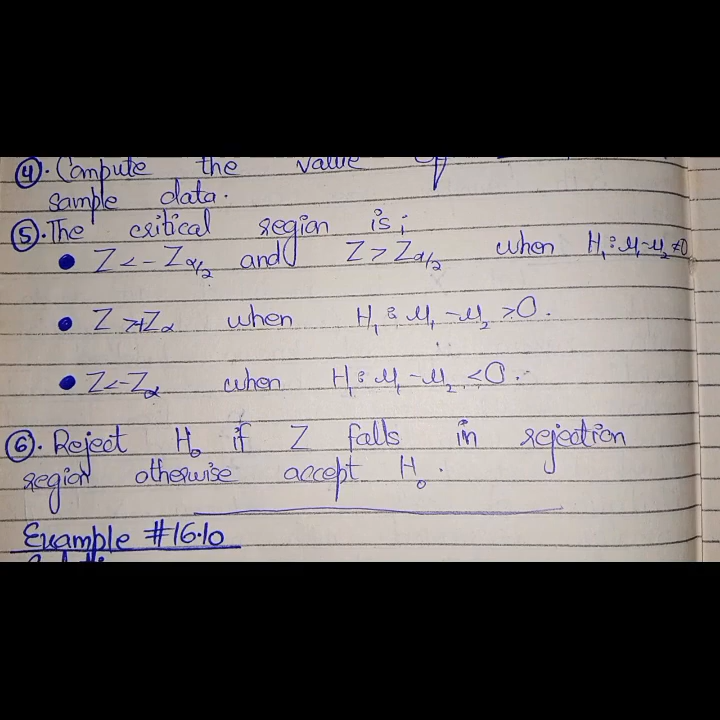 ④. Compute the value of
sample data.
⑤. The critical region is;
• Z < -Zα/2 and Z > Zα/2 when H₁: μ₁-μ₂ ≠0
• Z >+Zα when H₁: μ₁-μ₂ >0.
• Z<-Zα when H₁: μ₁-μ₂ <0.
⑥. Reject H₀ if Z falls in rejection
region otherwise accept H₀.
Example #16.10